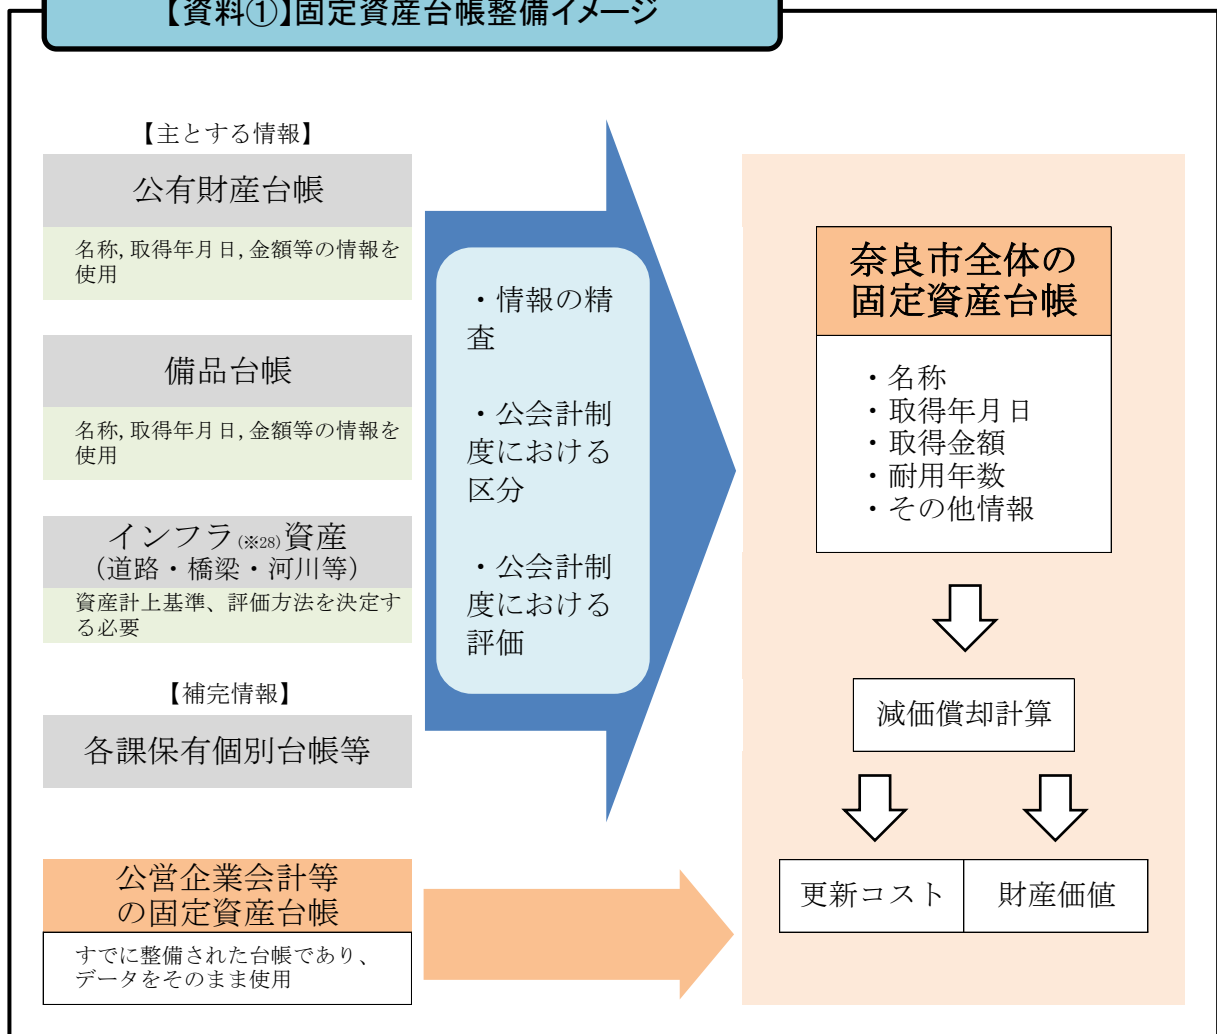 【資料①】固定資産台帳整備イメージ
【主とする情報】
公有財産台帳
名称,取得年月日,金額等の情報を
使用
備品台帳
名称,取得年月日,金額等の情報を
使用
インフラ(※28)資産
(道路・橋梁・河川等)
資産計上基準、評価方法を決定す
る必要
【補完情報】
各課保有個別台帳等
公営企業会計等
の固定資産台帳
すでに整備された台帳であり、
データをそのまま使用
・情報の精
査
・公会計制
度における
区分
・公会計制
度における
評価
奈良市全体の
固定資産台帳
・名称
・取得年月日
・取得金額
・耐用年数
・その他情報
減価償却計算
更新コスト
財産価値